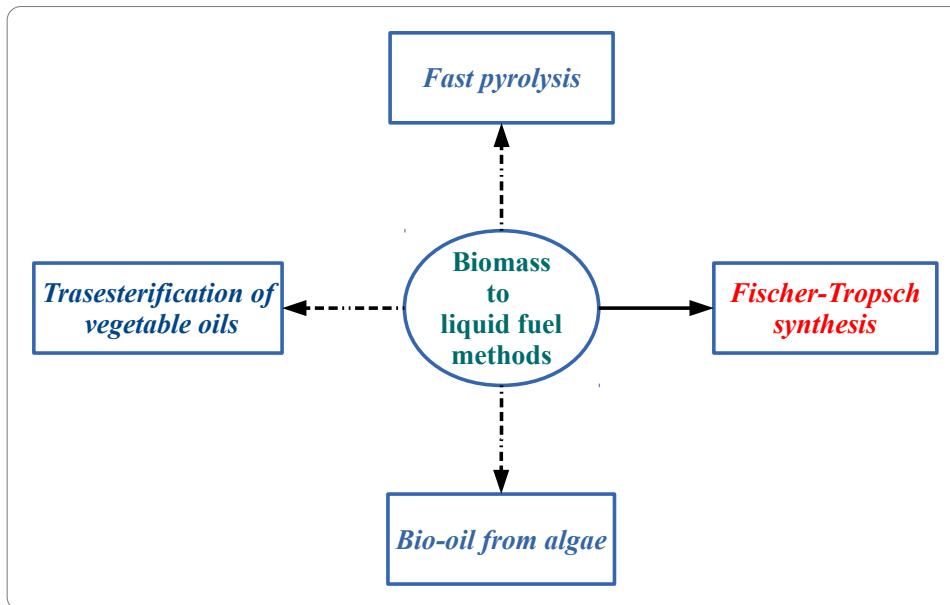 Fast pyrolysis
Trasesterification of
vegetable oils
Biomass
to
liquid fuel
methods
Fischer-Tropsch
synthesis
Bio-oil from algae